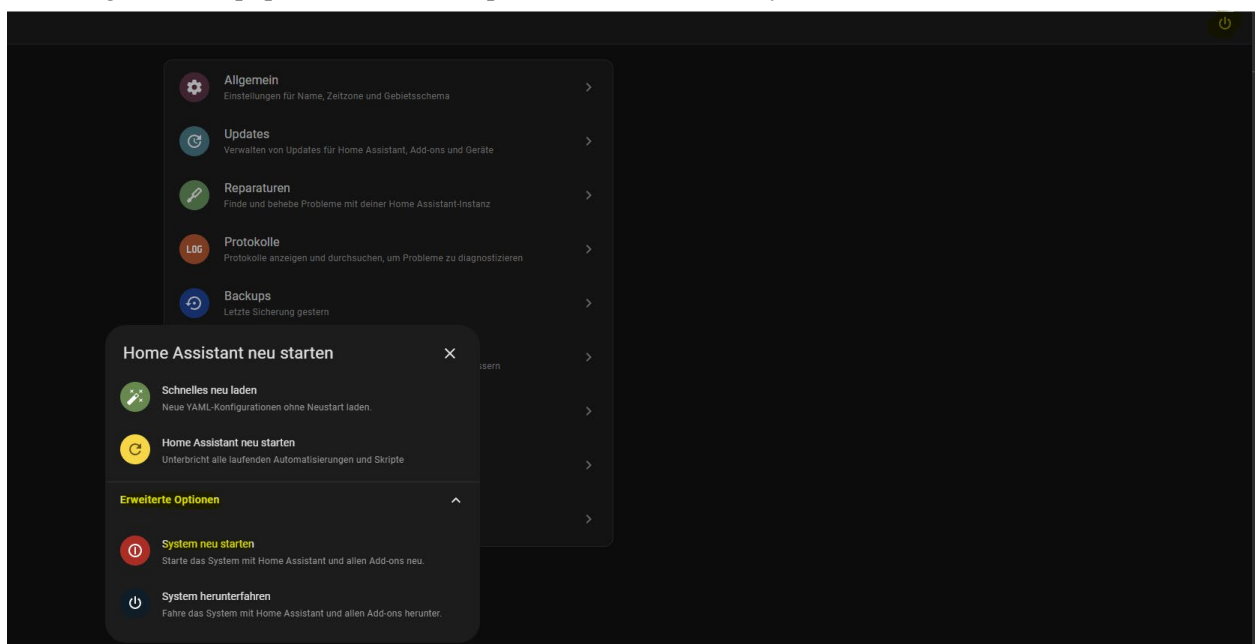 Allgemein
Einstellungen für Name, Zeitzone und Gebietsschema
Updates
Verwalten von Updates für Home Assistant, Add-ons und Geräte
Reparaturen
Finde und behebe Probleme mit deiner Home Assistant-Instanz
LOG
Protokolle
Protokolle anzeigen und durchsuchen, um Probleme zu diagnostizieren
Backups
Letzte Sicherung gestern
ssern
Home Assistant neu starten
Schnelles neu laden
Neue YAML-Konfigurationen ohne Neustart laden.
Home Assistant neu starten
Unterbricht alle laufenden Automatisierungen und Skripte
Erweiterte Optionen
System neu starten
Starte das System mit Home Assistant und allen Add-ons neu.
System herunterfahren
Fahre das System mit Home Assistant und allen Add-ons herunter.